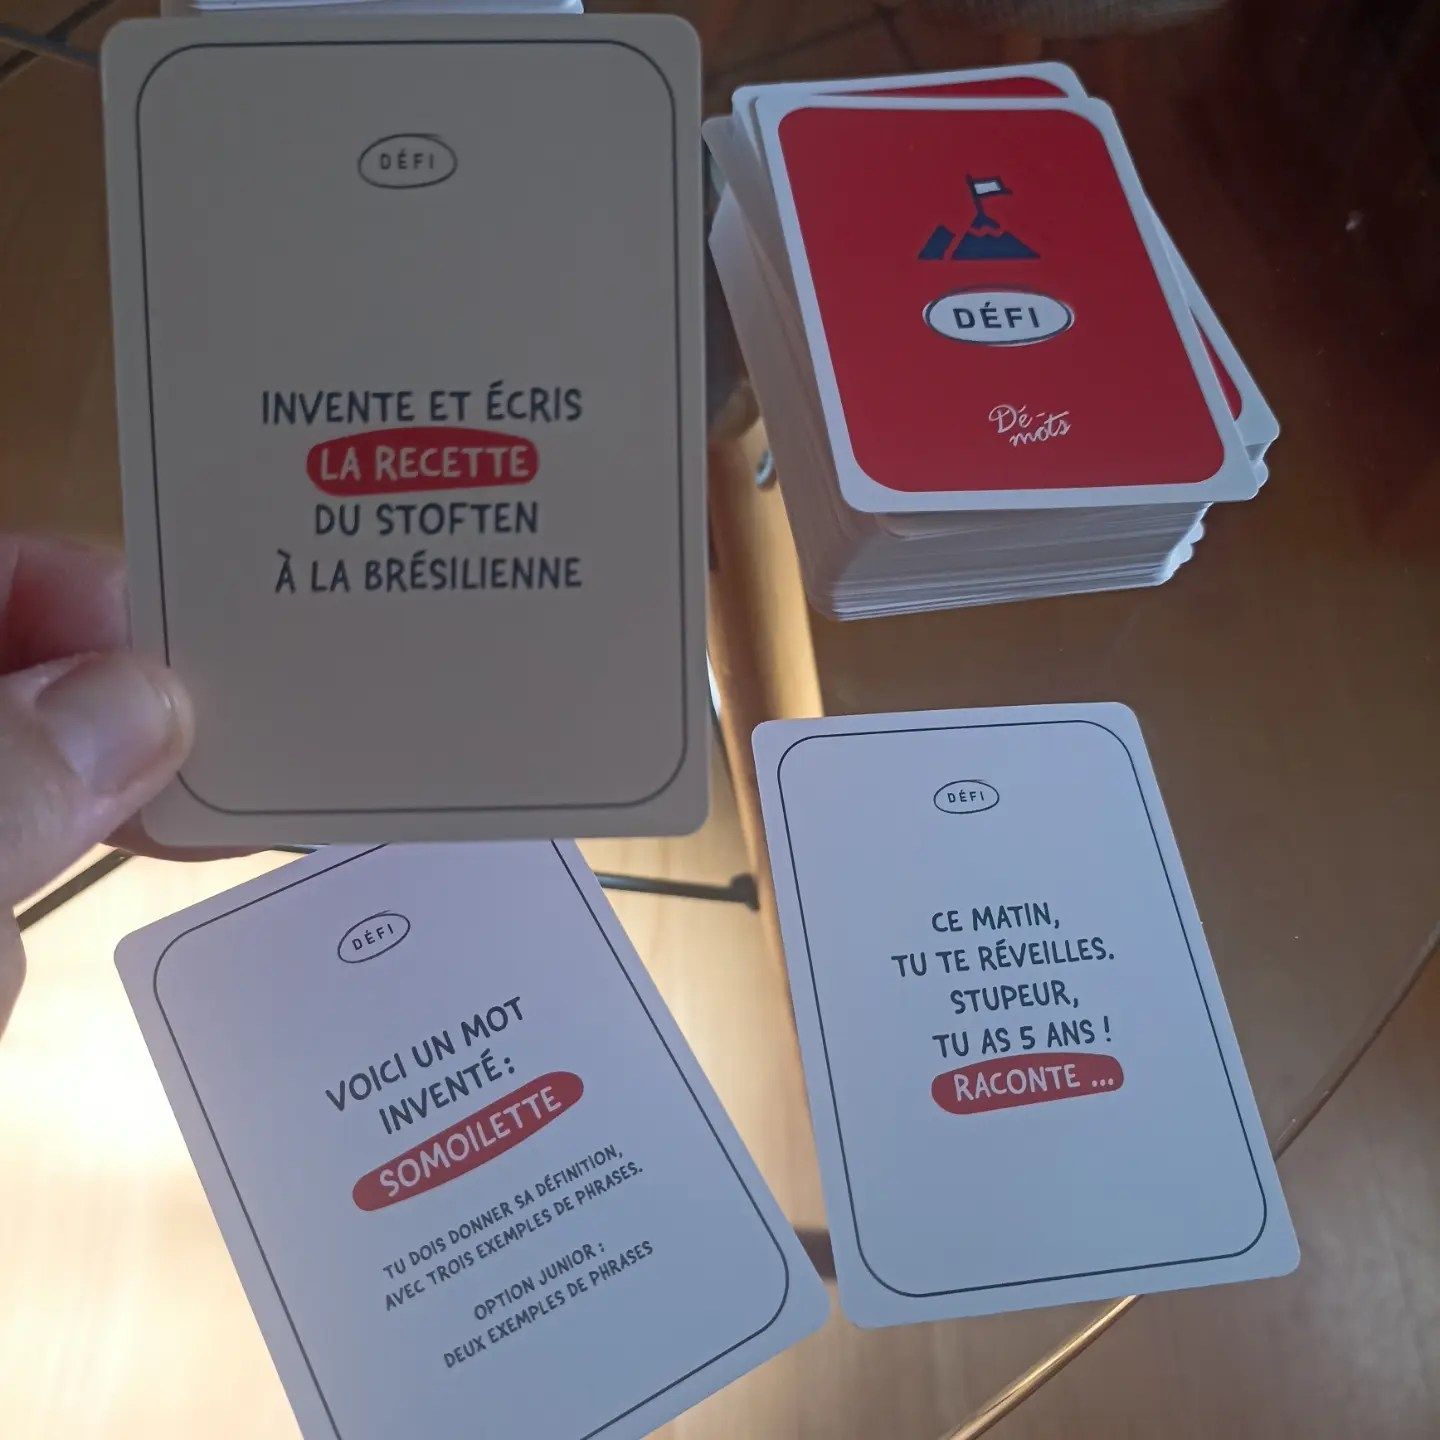 DÉFI
INVENTE ET ÉCRIS
LA RECETTE
DU STOFTEN
À LA BRÉSILIENNE
DÉFI
Dé-
mots
DÉFI
VOICI UN MOT
INVENTÉ :
SOMOILETTE
TU DOIS DONNER SA DÉFINITION,
AVEC TROIS EXEMPLES DE PHRASES.
OPTION JUNIOR :
DEUX EXEMPLES DE PHRASES
DÉFI
CE MATIN,
TU TE RÉVEILLES.
STUPEUR,
TU AS 5 ANS !
RACONTE ...